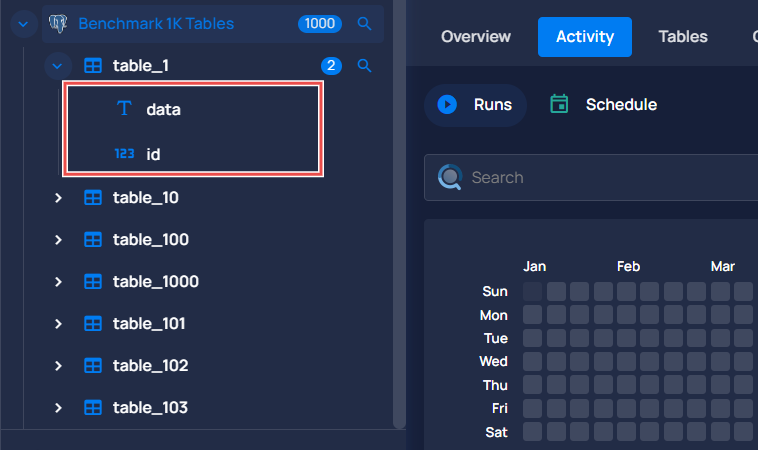 Benchmark 1K Tables 1000
table_1 2
T data
123 id
table_10
table_100
table_1000
table_101
table_102
table_103
Overview Activity Tables
Runs Schedule
Search
Jan Feb Mar
Sun
Mon
Tue
Wed
Thu
Fri
Sat